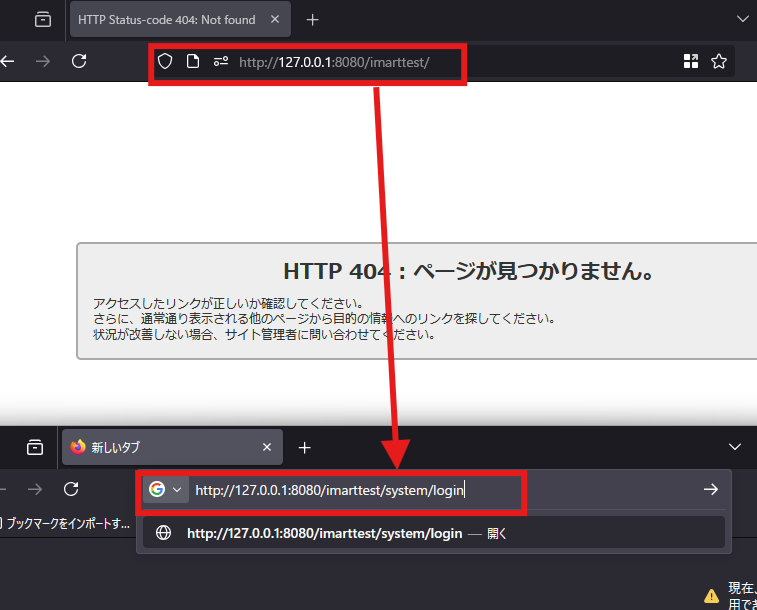 HTTP Status-code 404: Not found
http://127.0.0.1:8080/imarttest/
HTTP 404 : ページが見つかりません。
アクセスしたリンクが正しいか確認してください。
さらに、通常通り表示される他のページから目的の情報へのリンクを探してください。
状況が改善しない場合、サイト管理者に問い合わせてください。
新しいタブ
http://127.0.0.1:8080/imarttest/system/login
ブックマークをインポートす...
http://127.0.0.1:8080/imarttest/system/login — 開く
現在、
用でき